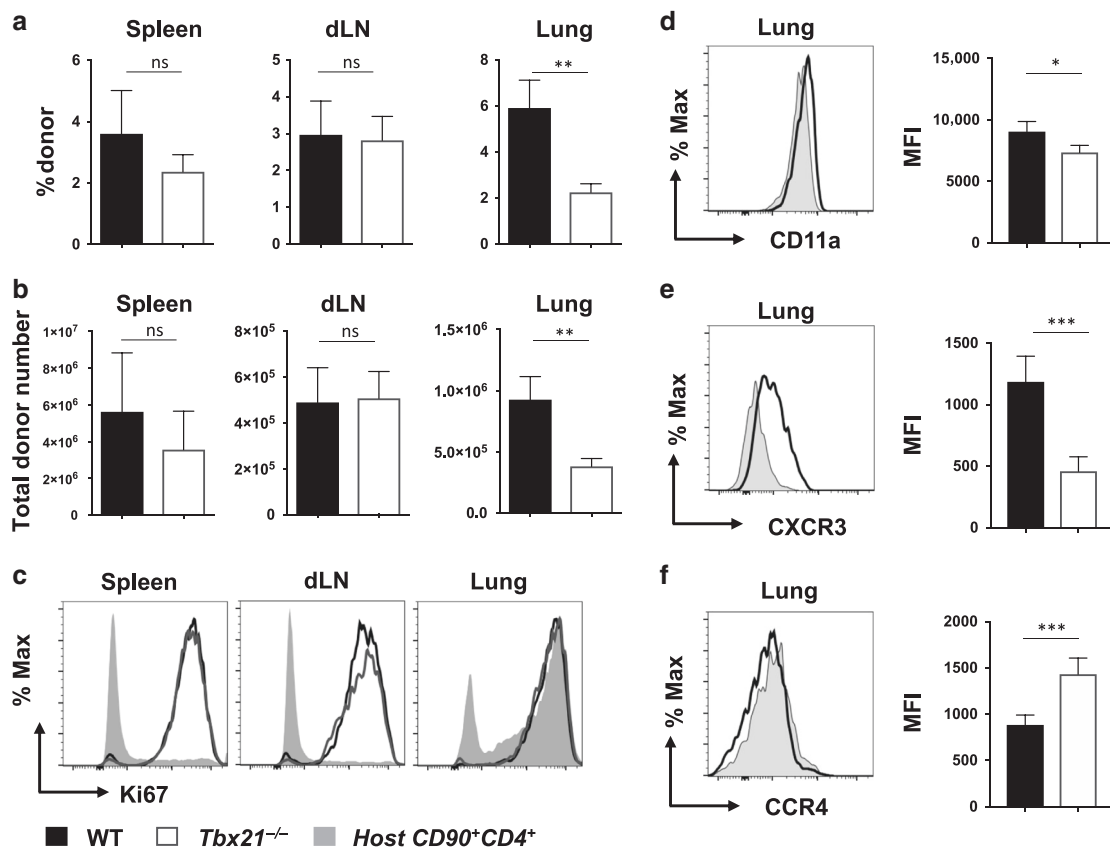 a
Spleen
dLN
Lung
%donor
6
4
2
0
ns
5
4
3
2
1
0
ns
8
6
4
2
0
**
b
Spleen
dLN
Lung
Total donor number
1×10⁷
8×10⁶
6×10⁶
4×10⁶
2×10⁶
0
ns
8×10⁵
6×10⁵
4×10⁵
2×10⁵
0
ns
1.5×10⁶
1.0×10⁶
5.0×10⁵
0.0
**
c
Spleen
dLN
Lung
% Max
Ki67
WT Tbx21⁻/⁻ Host CD90⁺CD4⁺
d
Lung
% Max
CD11a
MFI
15,000
10,000
5000
0
*
e
Lung
% Max
CXCR3
MFI
1500
1000
500
0
***
f
Lung
% Max
CCR4
MFI
2000
1500
1000
500
0
***